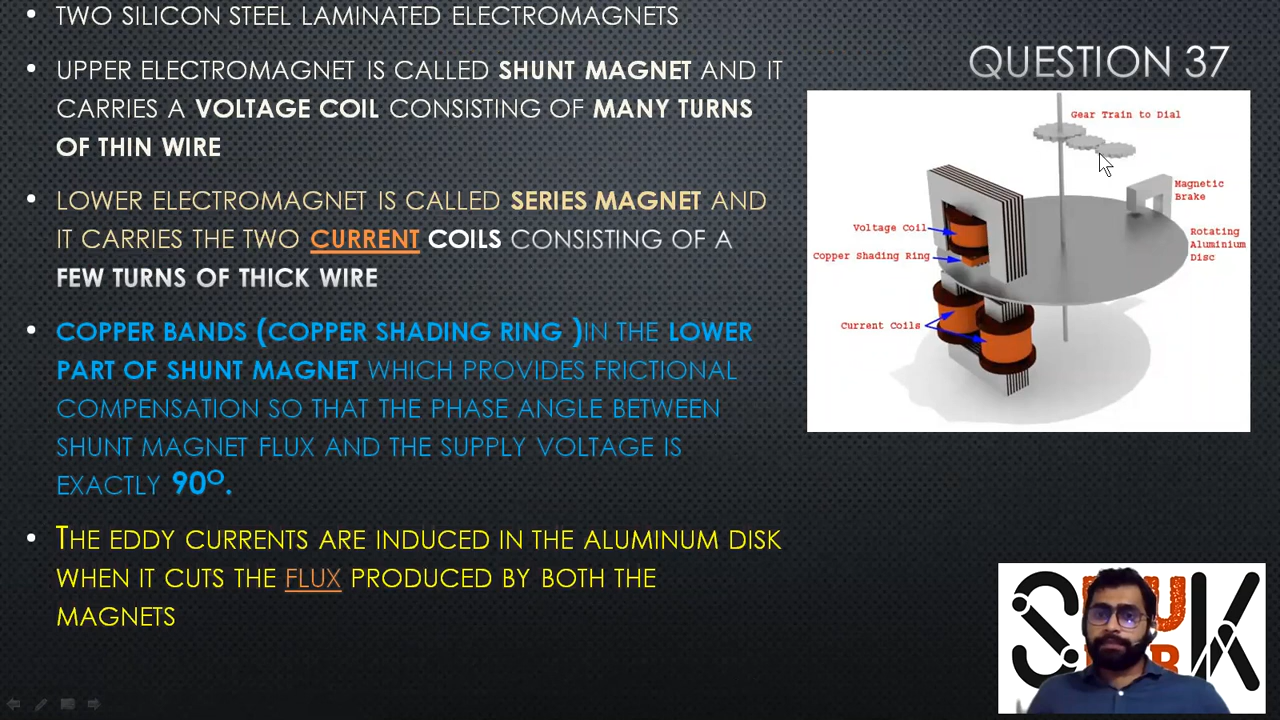 TWO SILICON STEEL LAMINATED ELECTROMAGNETS
QUESTION 37
UPPER ELECTROMAGNET IS CALLED SHUNT MAGNET AND IT
CARRIES A VOLTAGE COIL CONSISTING OF MANY TURNS
OF THIN WIRE
LOWER ELECTROMAGNET IS CALLED SERIES MAGNET AND
IT CARRIES THE TWO CURRENT COILS CONSISTING OF A
FEW TURNS OF THICK WIRE
COPPER BANDS (COPPER SHADING RING )IN THE LOWER
PART OF SHUNT MAGNET WHICH PROVIDES FRICTIONAL
COMPENSATION SO THAT THE PHASE ANGLE BETWEEN
SHUNT MAGNET FLUX AND THE SUPPLY VOLTAGE IS
EXACTLY 90O.
THE EDDY CURRENTS ARE INDUCED IN THE ALUMINUM DISK
WHEN IT CUTS THE FLUX PRODUCED BY BOTH THE
MAGNETS
Gear Train to Dial
Magnetic
Brake
Voltage Coil
Rotating
Aluminium
Disc
Copper Shading Ring
Current Coils